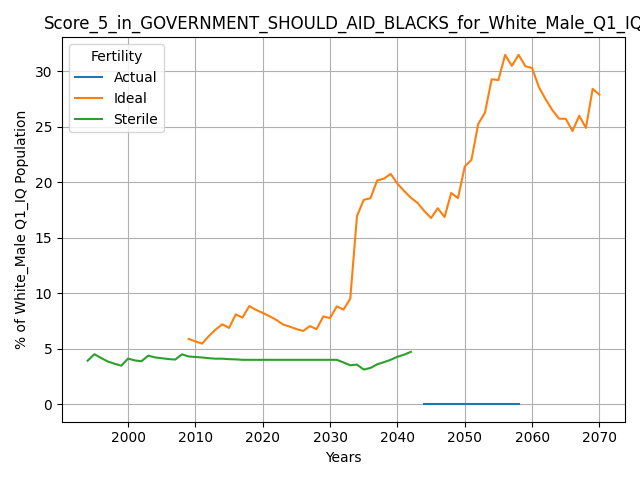 Score_5_in_GOVERNMENT_SHOULD_AID_BLACKS_for_White_Male_Q1_IQ
Fertility
Actual
Ideal
Sterile
% of White_Male Q1_IQ Population
30
25
20
15
10
5
0
2000 2010 2020 2030 2040 2050 2060 2070
Years